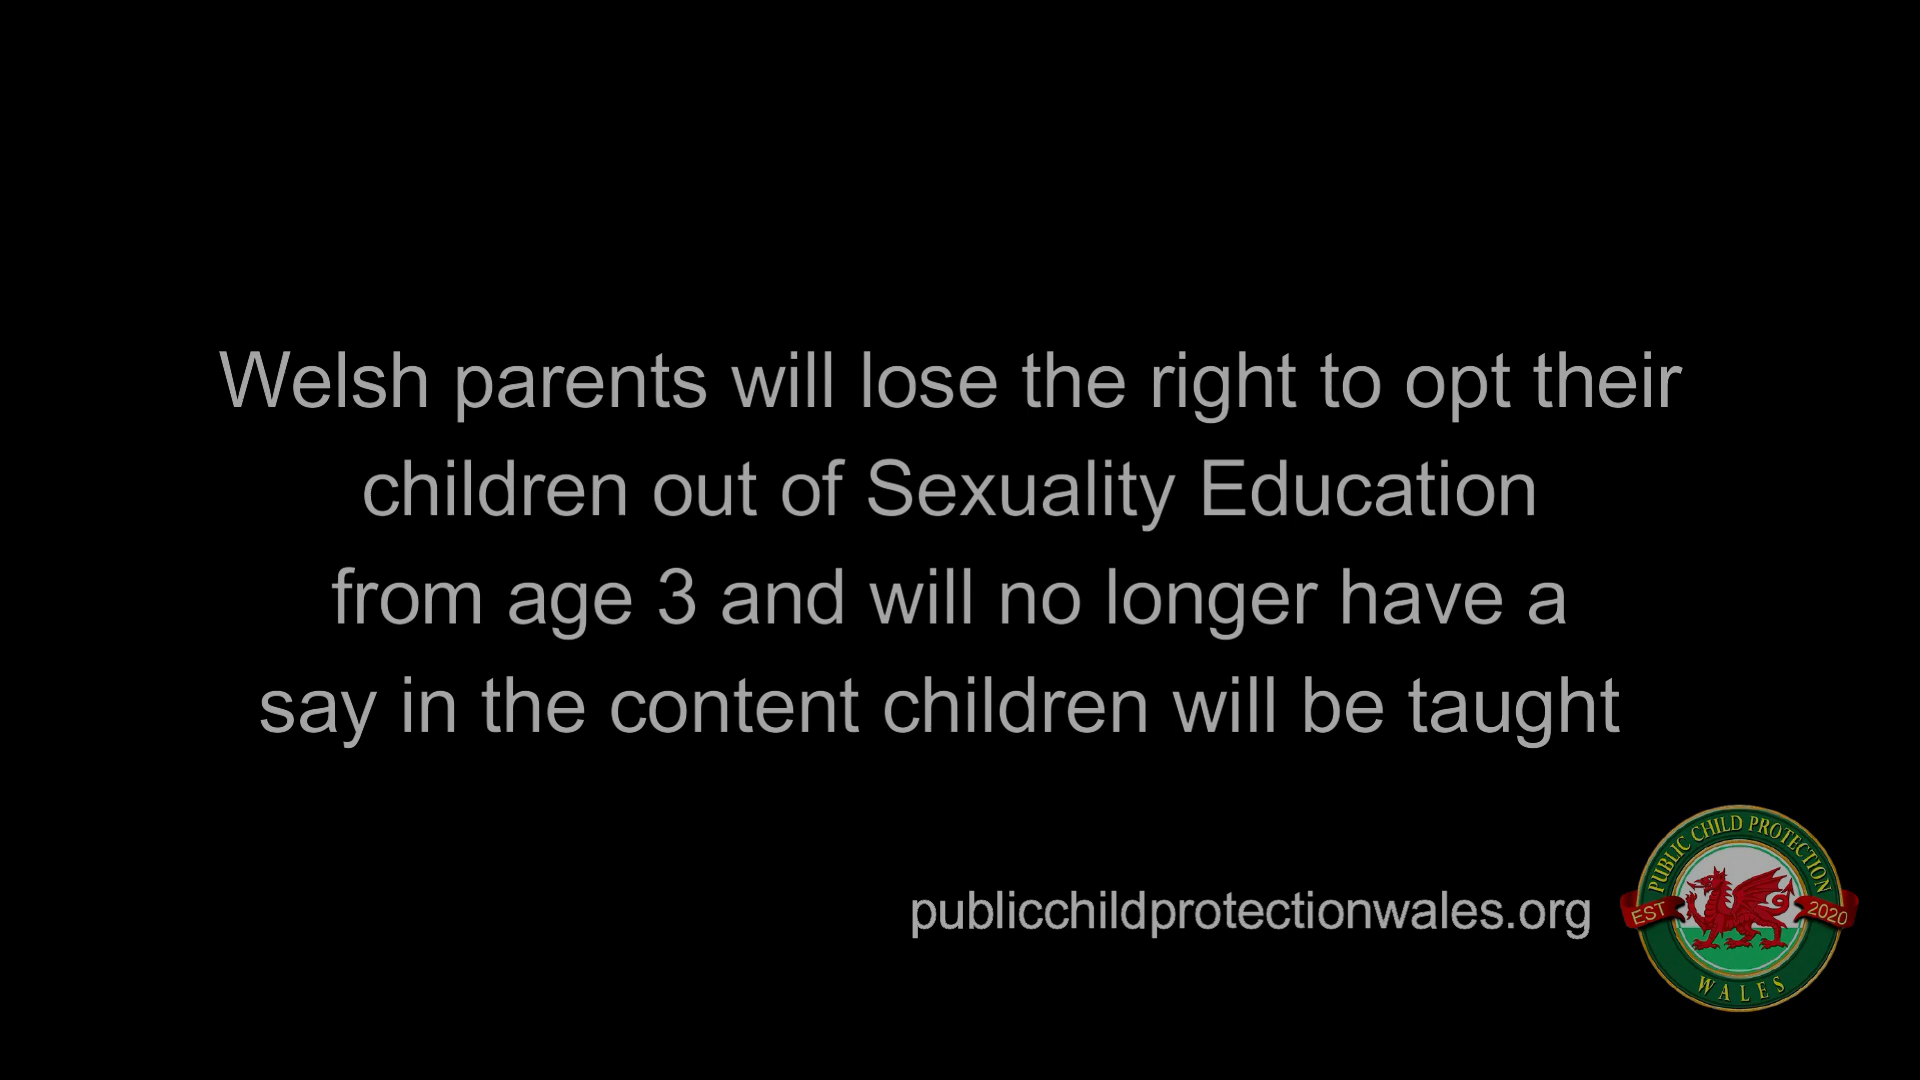 Welsh parents will lose the right to opt their
children out of Sexuality Education
from age 3 and will no longer have a
say in the content children will be taught
publicchildprotectionwales.org
PUBLIC CHILD PROTECTION
EST 2020
WALES